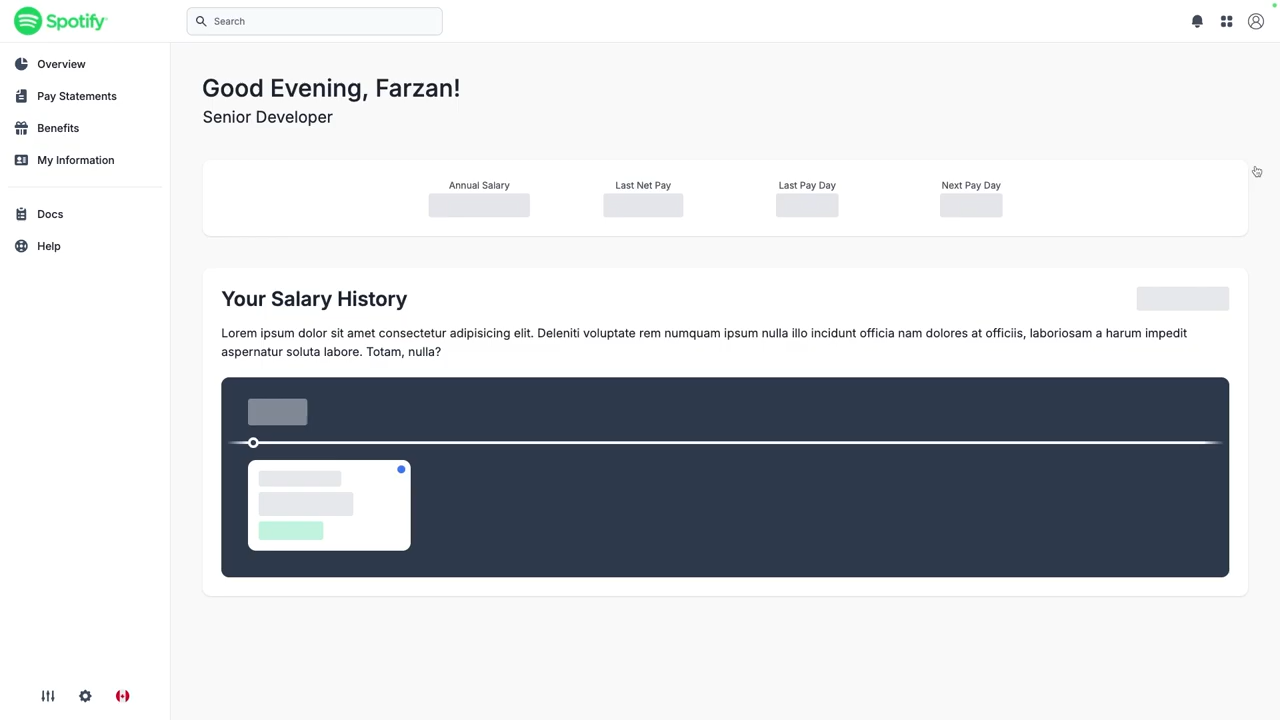 Spotify
Search
Overview
Pay Statements
Benefits
My Information
Docs
Help
Good Evening, Farzan!
Senior Developer
Annual Salary
Last Net Pay
Last Pay Day
Next Pay Day
Your Salary History
Lorem ipsum dolor sit amet consectetur adipisicing elit. Deleniti voluptate rem numquam ipsum nulla illo incidunt officia nam dolores at officiis, laboriosam a harum impedit
aspernatur soluta labore. Totam, nulla?